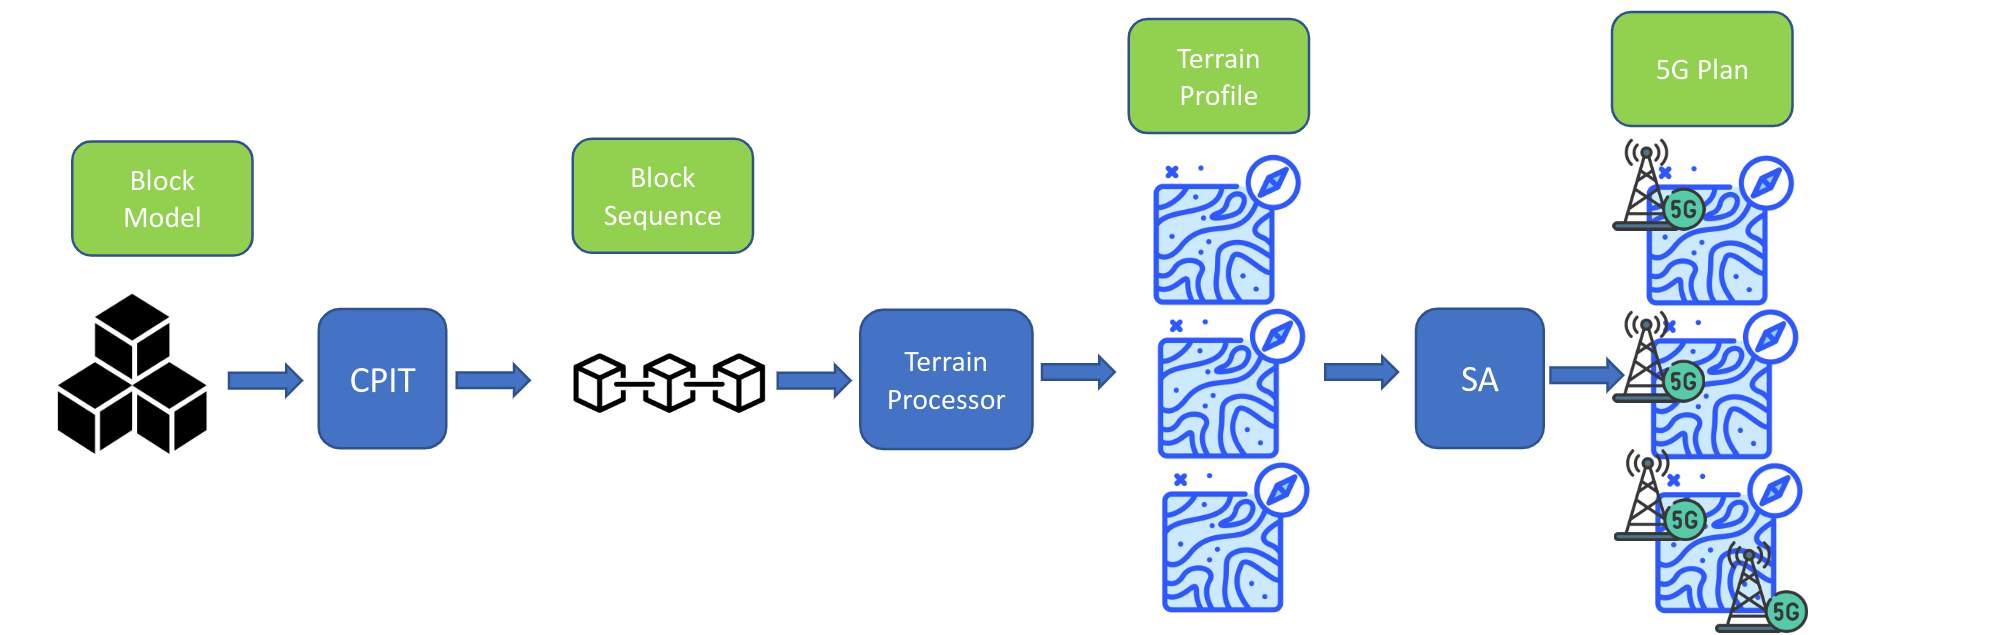 Block
Model
CPIT
Block
Sequence
Terrain
Processor
Terrain
Profile
SA
5G Plan
5G
5G
5G
5G